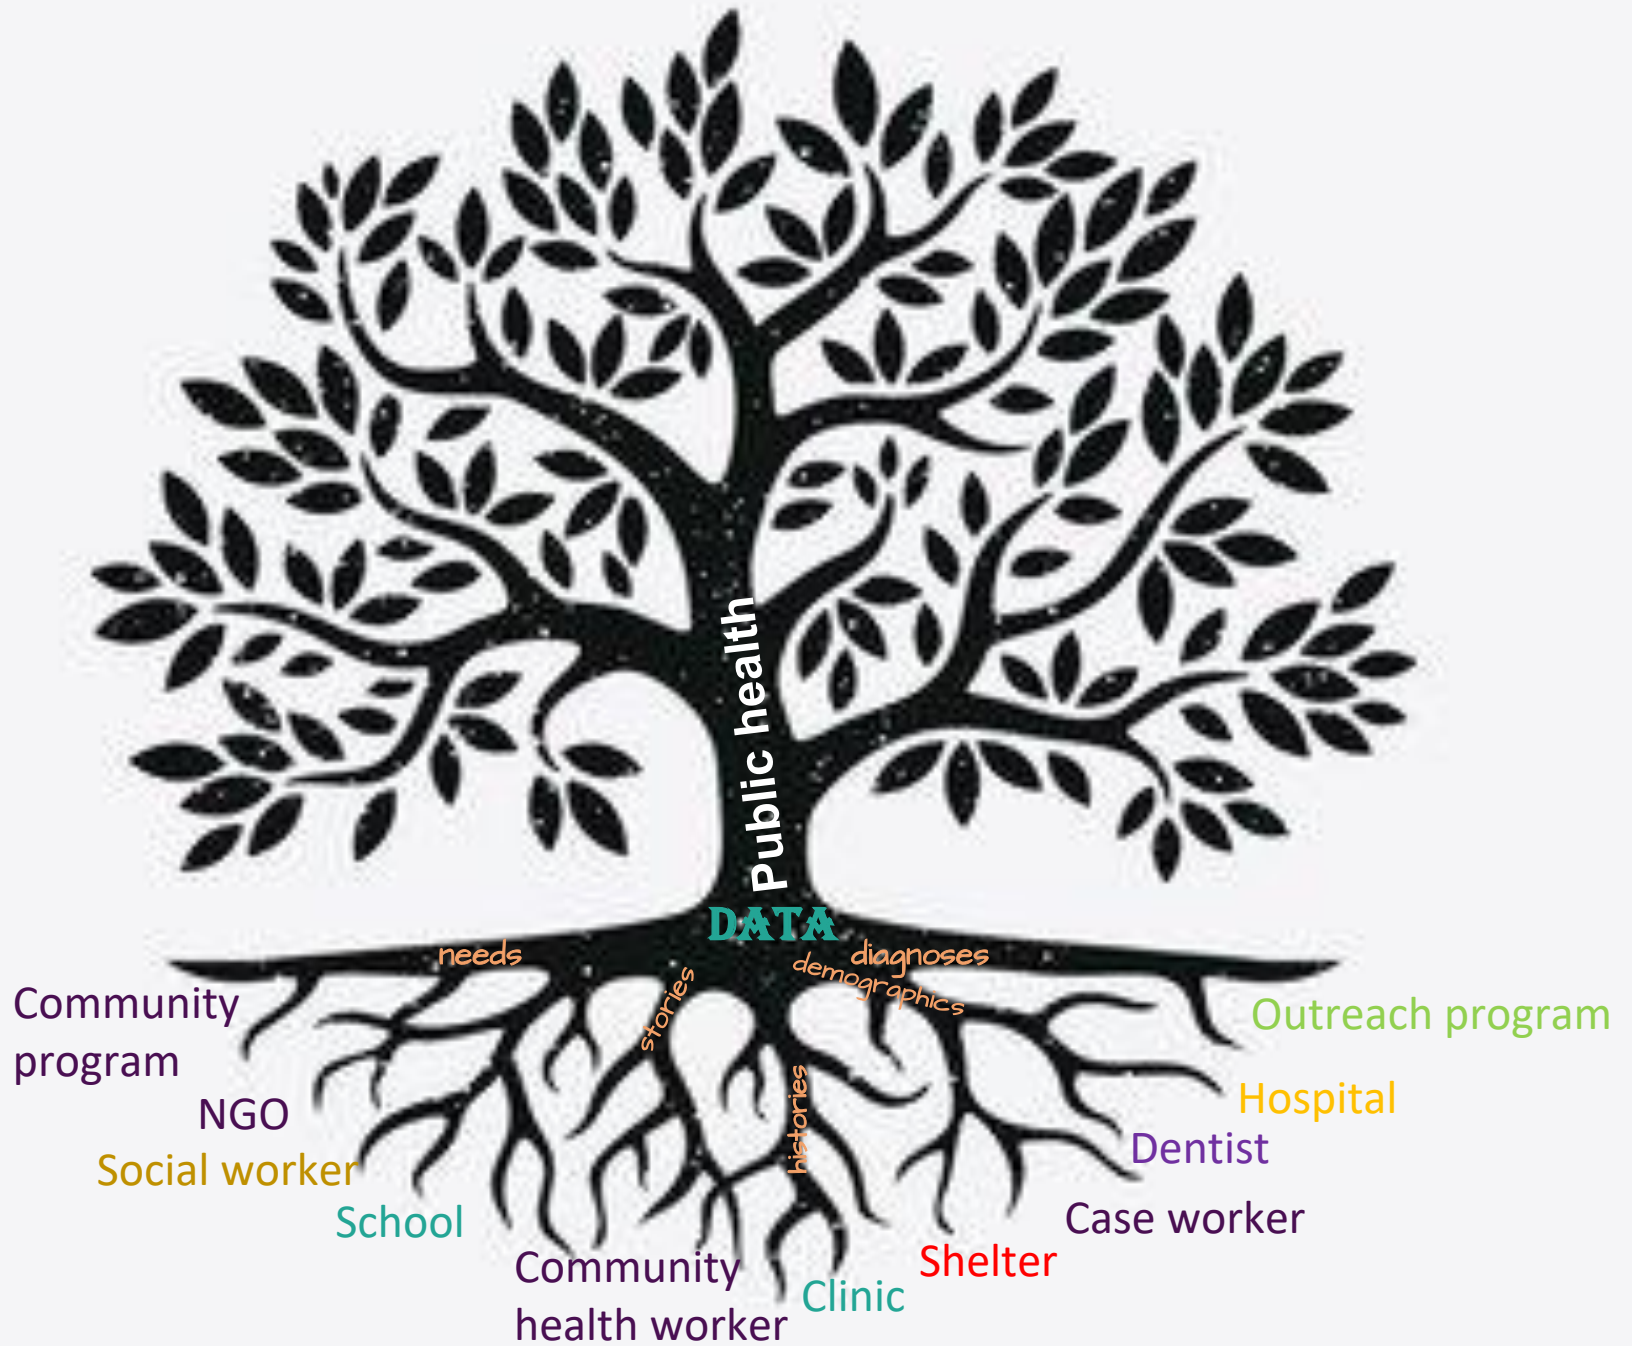 Public health
DATA
needs
diagnoses
demographics
stories
histories
Community
program
Outreach program
NGO
Hospital
Social worker
Dentist
School
Case worker
Community
health worker
Shelter
Clinic